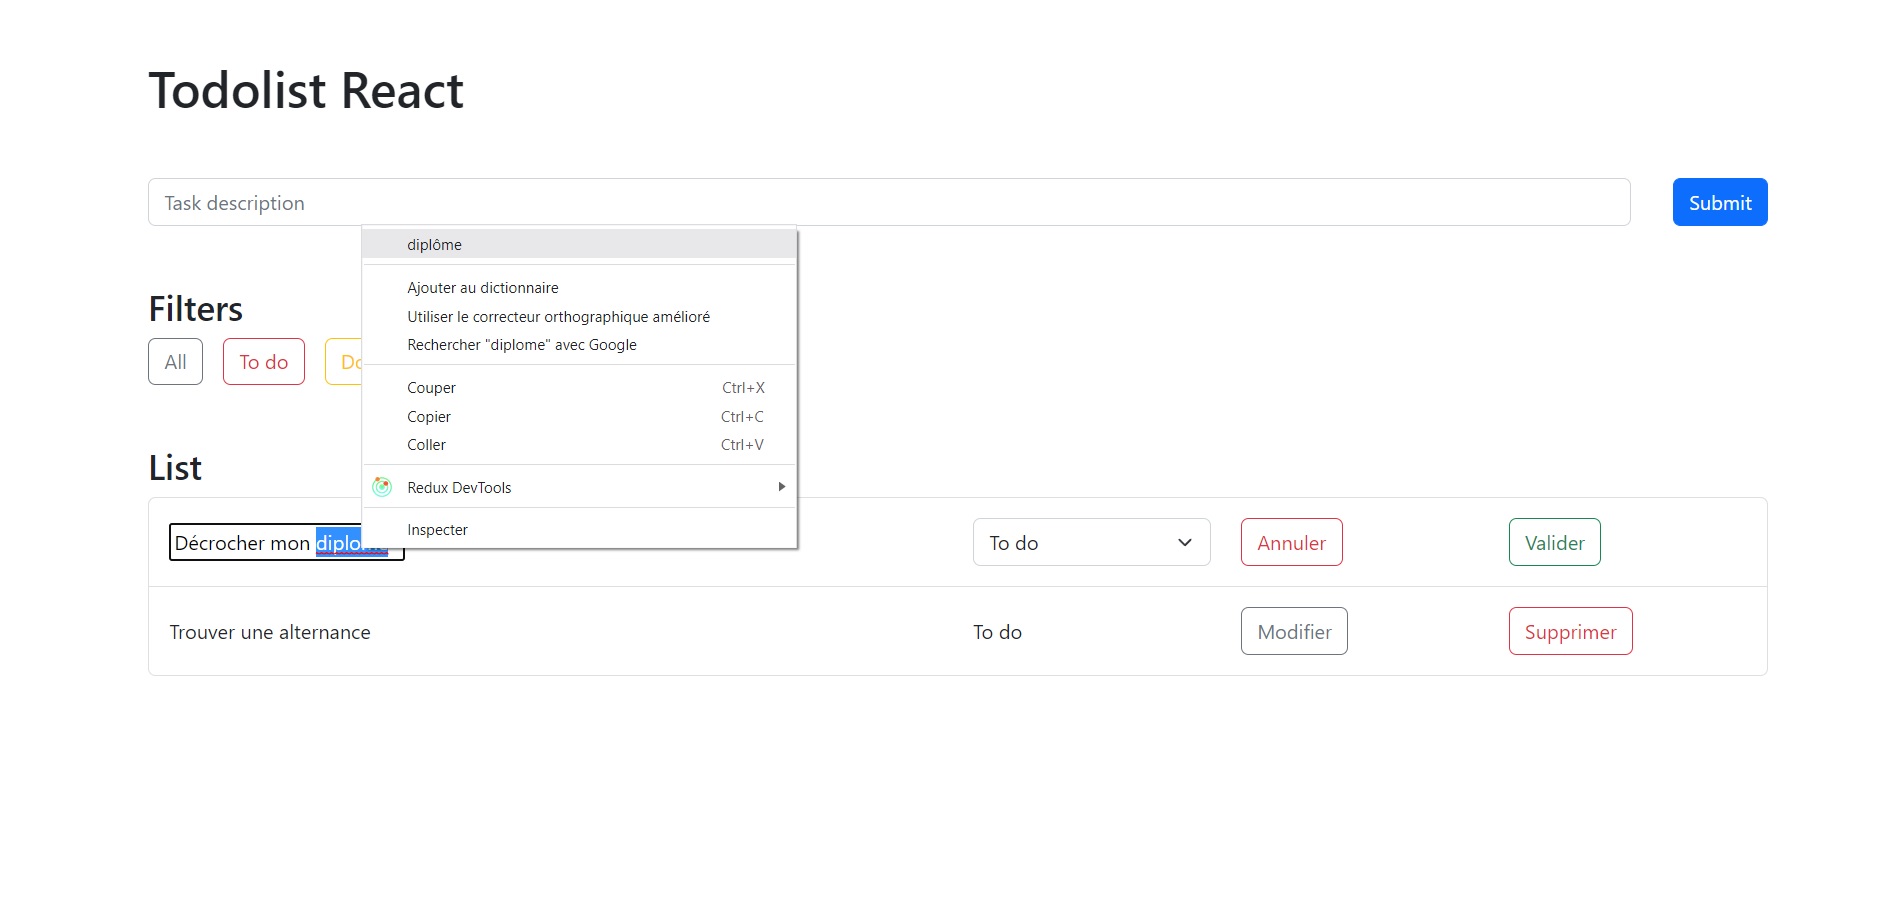 Todolist React
Task description
Submit
diplôme
Ajouter au dictionnaire
Utiliser le correcteur orthographique amélioré
Rechercher "diplome" avec Google
Couper Ctrl+X
Copier Ctrl+C
Coller Ctrl+V
Redux DevTools
Inspecter
Filters
All
To do
List
Décrocher mon diplome
To do
Annuler
Valider
Trouver une alternance
To do
Modifier
Supprimer